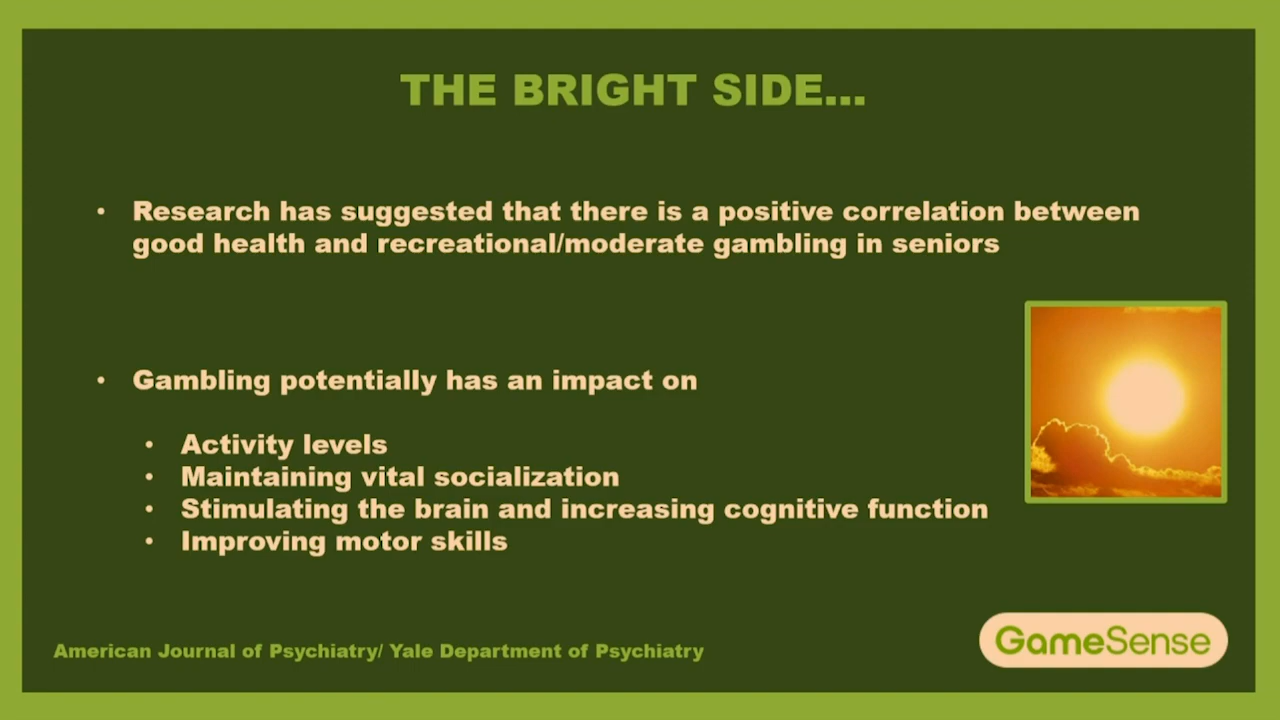 THE BRIGHT SIDE...
• Research has suggested that there is a positive correlation between
good health and recreational/moderate gambling in seniors
• Gambling potentially has an impact on
• Activity levels
• Maintaining vital socialization
• Stimulating the brain and increasing cognitive function
• Improving motor skills
American Journal of Psychiatry/ Yale Department of Psychiatry
GameSense